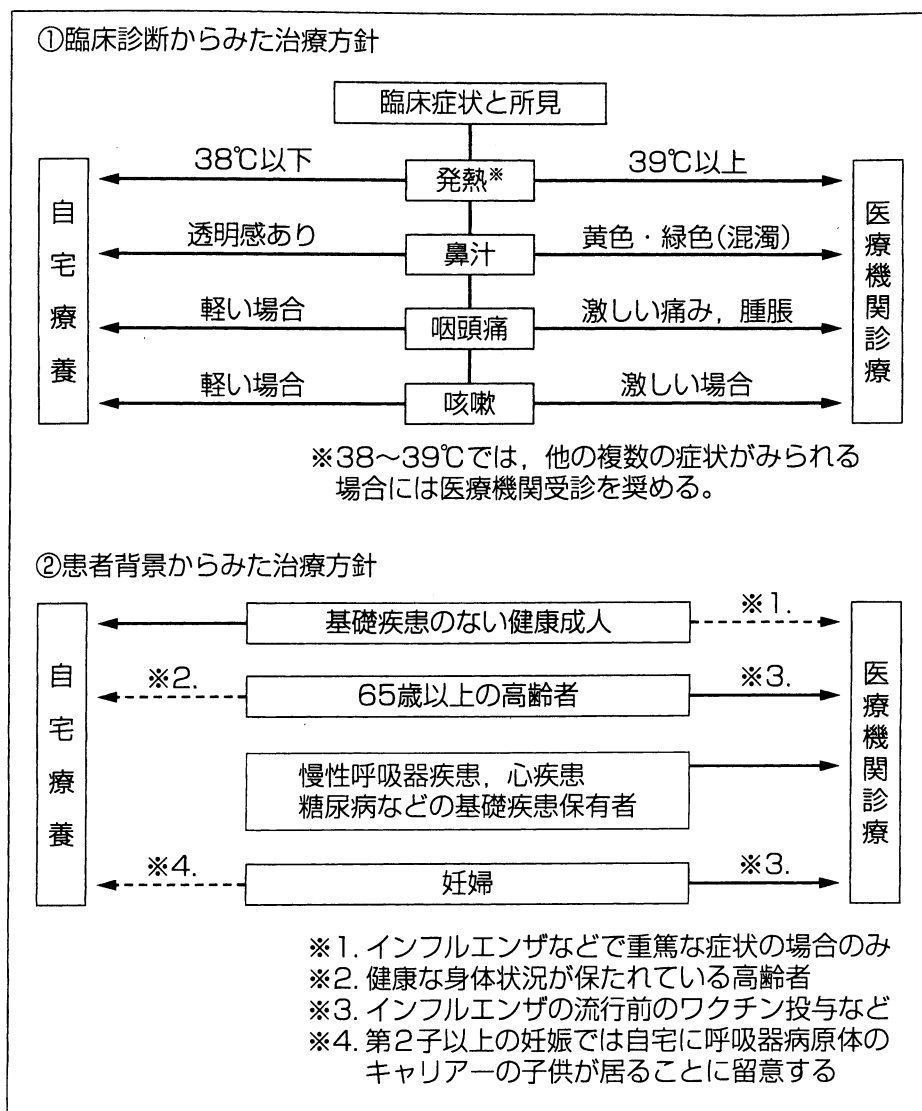 ①臨床診断からみた治療方針
臨床症状と所見
38℃以下
発熱※
39℃以上
透明感あり
鼻汁
黄色・緑色(混濁)
軽い場合
咽頭痛
激しい痛み，腫脹
軽い場合
咳嗽
激しい場合
自宅療養
医療機関診療
※38～39℃では，他の複数の症状がみられる
場合には医療機関受診を奨める。
②患者背景からみた治療方針
基礎疾患のない健康成人
※1.
※2.
65歳以上の高齢者
※3.
慢性呼吸器疾患，心疾患
糖尿病などの基礎疾患保有者
※4.
妊婦
※3.
自宅療養
医療機関診療
※1. インフルエンザなどで重篤な症状の場合のみ
※2. 健康な身体状況が保たれている高齢者
※3. インフルエンザの流行前のワクチン投与など
※4. 第2子以上の妊娠では自宅に呼吸器病原体の
キャリアーの子供が居ることに留意する